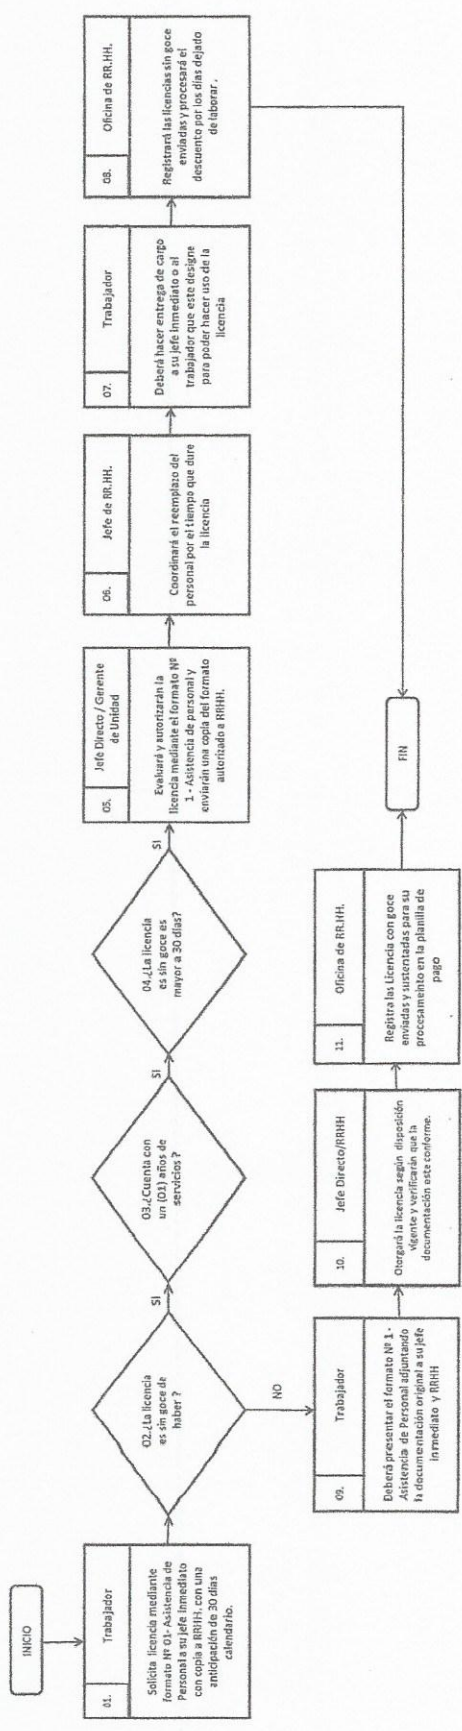 INICIO
01.
Trabajador
Solicita licencia mediante
formato Nº 01- Asistencia de
Personal a su jefe inmediato
con copia a RRHH. con una
anticipación de 30 días
calendario.
02.¿La licencia
es sin goce de
haber ?
SI
NO
03.¿Cuenta con
un (01) años de
servicios ?
SI
04.¿La licencia
es sin goce es
mayor a 30 días?
SI
05.
Jefe Directo / Gerente
de Unidad
Evaluará y autorizarán la
licencia mediante el formato Nº
1 - Asistencia de personal y
enviarán una copia del formato
autorizado a RRHH.
06.
Jefe de RR.HH.
Coordinará el reemplazo del
personal por el tiempo que dure
la licencia
07.
Trabajador
Deberá hacer entrega de cargo
a su jefe inmediato o al
trabajador que este designe
para poder hacer uso de la
licencia
08.
Oficina de RR.HH.
Registrará las licencias sin goce
enviadas y procesará el
descuento por los días dejado
de laborar .
09.
Trabajador
Deberá presentar el formato Nº 1 -
Asistencia de Personal adjuntando
la documentación original a su jefe
inmediato y RRHH
10.
Jefe Directo/RRHH
Otorgará la licencia según disposición
vigente y verificarán que la
documentación este conforme.
11.
Oficina de RR.HH.
Registra las Licencia con goce
enviadas y sustentadas para su
procesamiento en la planilla de
pago
FIN